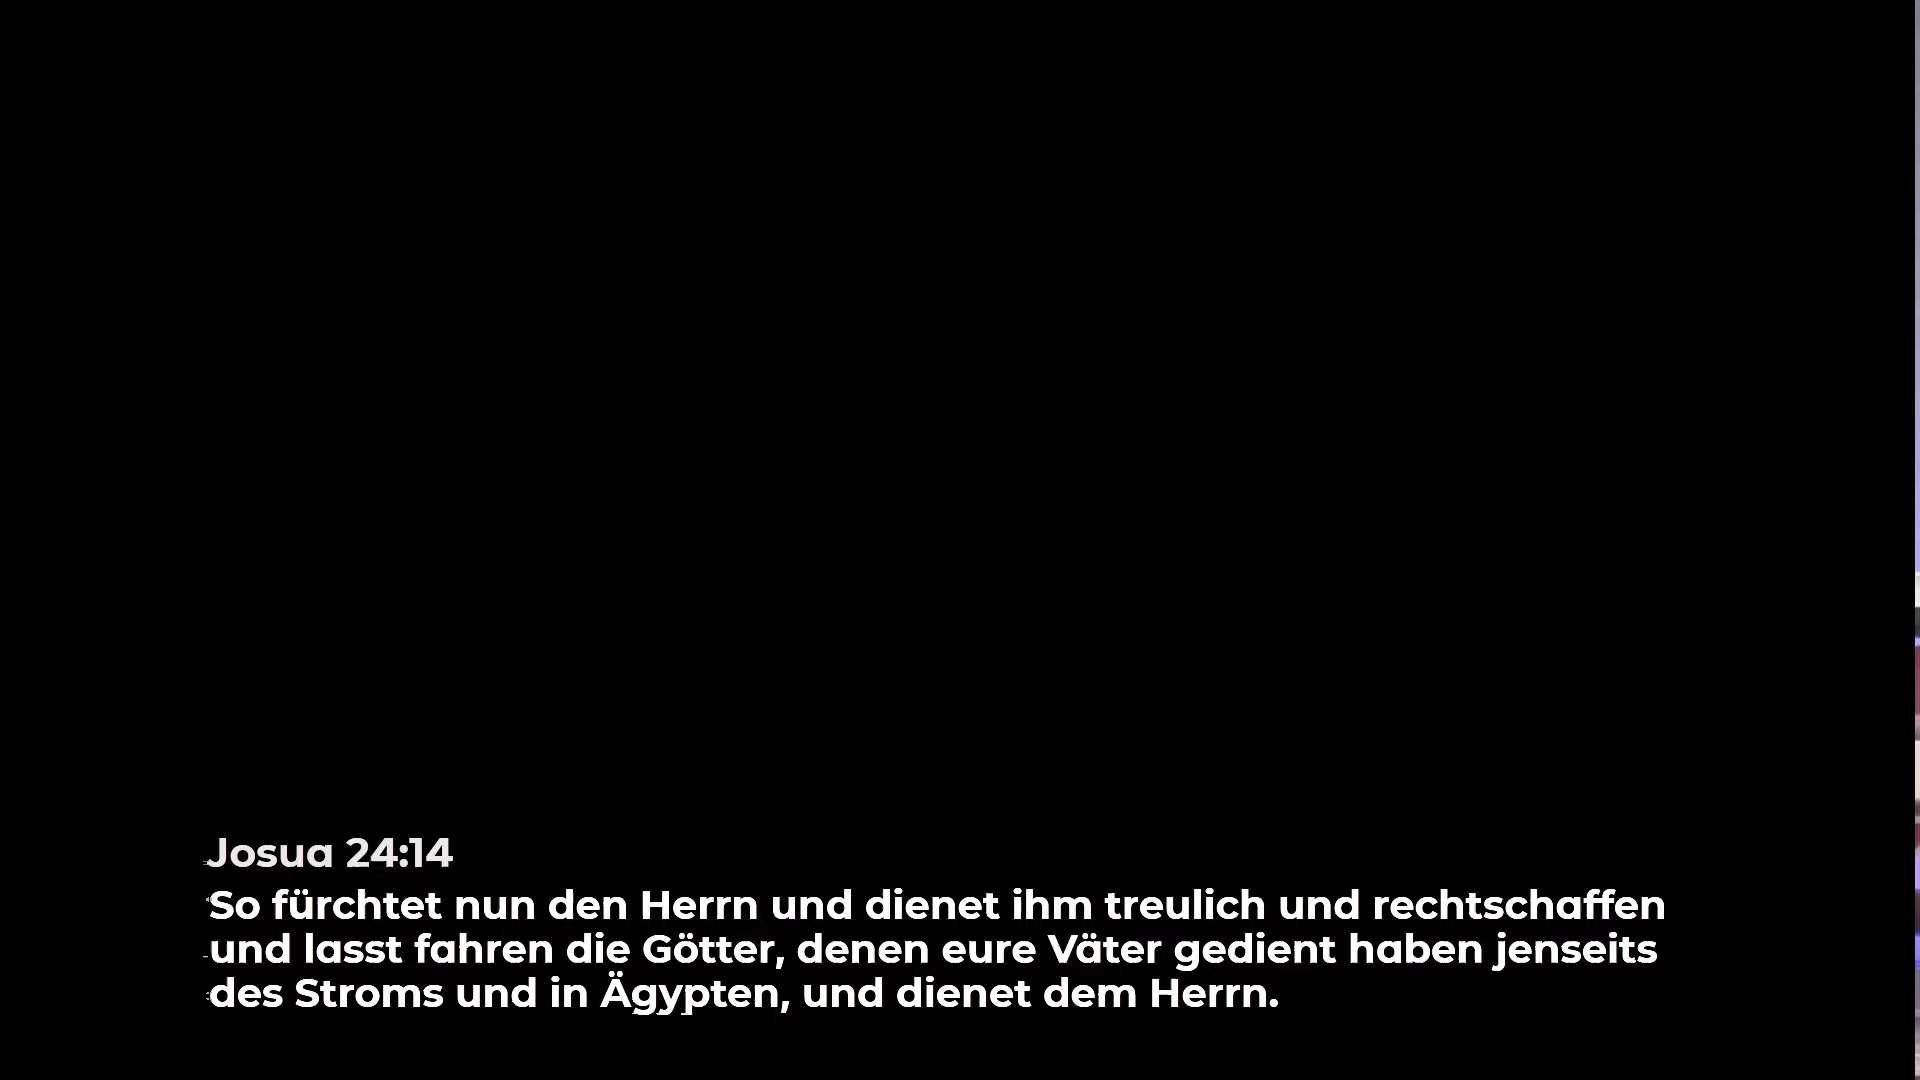 Josua 24:14
So fürchtet nun den Herrn und dienet ihm treulich und rechtschaffen
und lasst fahren die Götter, denen eure Väter gedient haben jenseits
des Stroms und in Ägypten, und dienet dem Herrn.